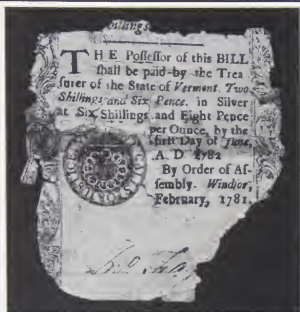 hillings
THE Poſſeſſor of this BILL
ſhall be paid by the Trea
ſurer of the State of Vermont, Two
Shillings and Six Pence, in Silver
at Six Shillings and Eight Pence
per Ounce, by the
firſt Day of June,
A. D 1782
By Order of Aſ-
ſembly. Windſor,
February, 1781.